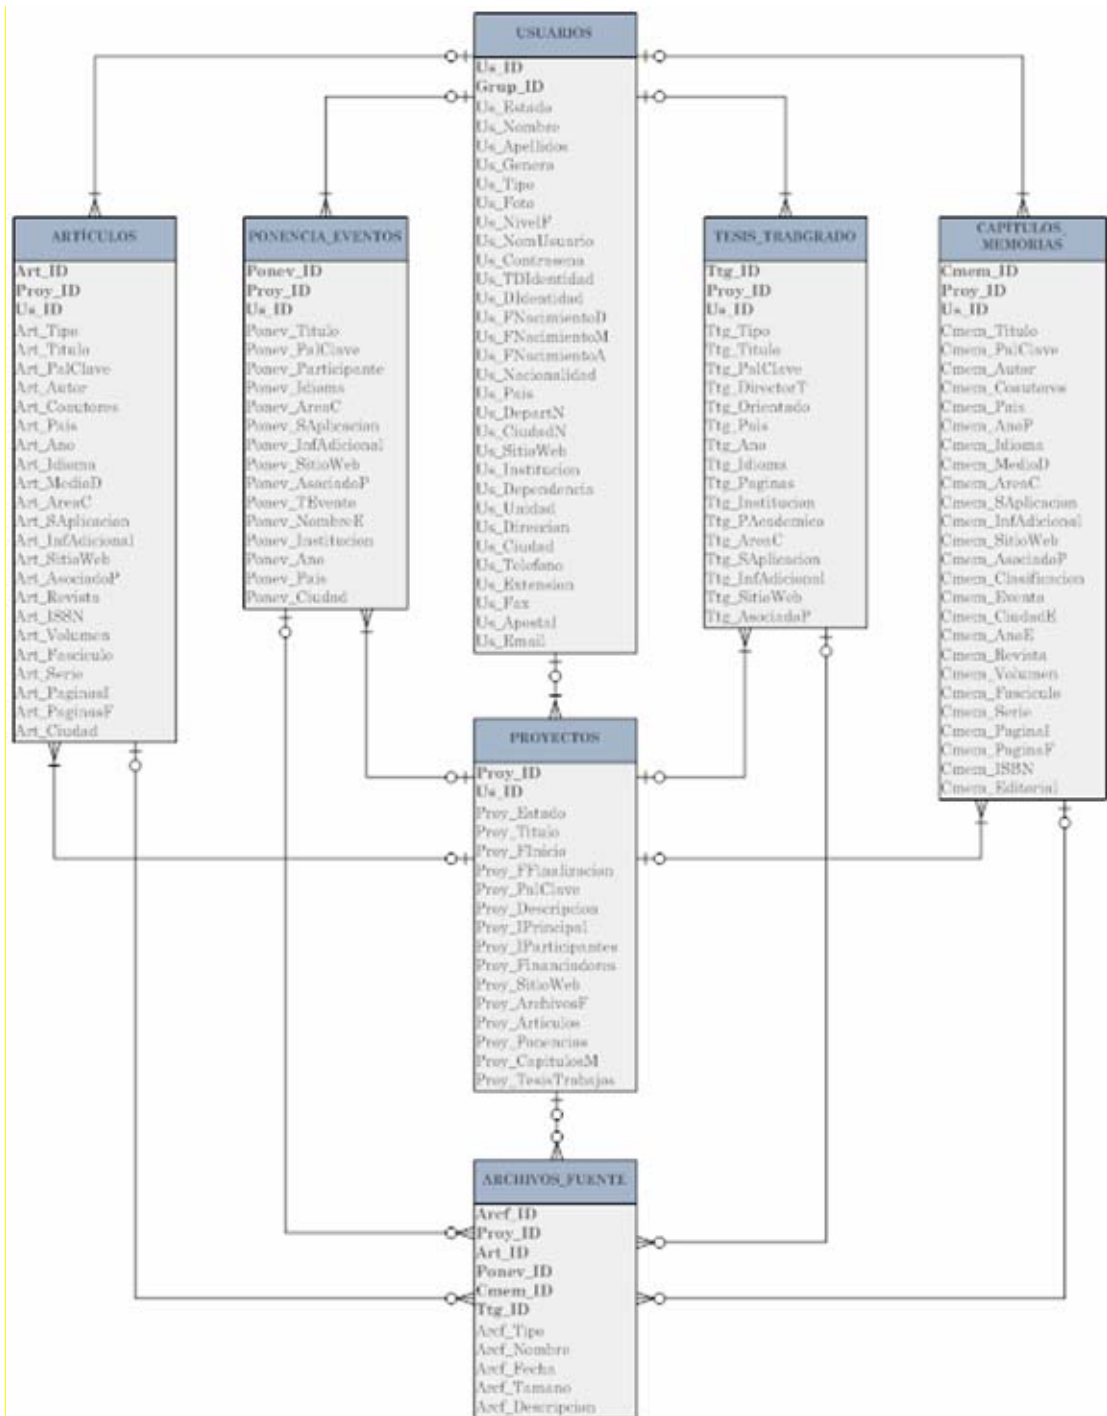 USUARIOS
Us_ID
Grup_ID
Us_Estado
Us_Nombre
Us_Apellidos
Us_Genero
Us_Tipo
Us_Foto
Us_NivelF
Us_NomUsuario
Us_Contrasena
Us_TDIdentidad
Us_DIdentidad
Us_FNacimientoD
Us_FNacimientoM
Us_FNacimientoA
Us_Nacionalidad
Us_Pais
Us_DepartN
Us_CiudadN
Us_SitioWeb
Us_Institucion
Us_Dependencia
Us_Unidad
Us_Direccion
Us_Ciudad
Us_Telefono
Us_Extension
Us_Fax
Us_Apostal
Us_Email
ARTÍCULOS
Art_ID
Proy_ID
Us_ID
Art_Tipo
Art_Titulo
Art_PalClave
Art_Autor
Art_Coautores
Art_Pais
Art_Ano
Art_Idioma
Art_MedioD
Art_AreaC
Art_SAplicacion
Art_InfAdicional
Art_SitioWeb
Art_AsociadoP
Art_Revista
Art_ISSN
Art_Volumen
Art_Fasciculo
Art_Serie
Art_PaginasI
Art_PaginasF
Art_Ciudad
PONENCIA_EVENTOS
Ponev_ID
Proy_ID
Us_ID
Ponev_Titulo
Ponev_PalClave
Ponev_Participante
Ponev_Idioma
Ponev_AreaC
Ponev_SAplicacion
Ponev_InfAdicional
Ponev_SitioWeb
Ponev_AsociadoP
Ponev_TEvento
Ponev_NombreE
Ponev_Institucion
Ponev_Ano
Ponev_Pais
Ponev_Ciudad
TESIS_TRABGRADO
Ttg_ID
Proy_ID
Us_ID
Ttg_Tipo
Ttg_Titulo
Ttg_PalClave
Ttg_DirectorT
Ttg_Orientado
Ttg_Pais
Ttg_Ano
Ttg_Idioma
Ttg_Paginas
Ttg_Institucion
Ttg_PAcademico
Ttg_AreaC
Ttg_SAplicacion
Ttg_InfAdicional
Ttg_SitioWeb
Ttg_AsociadoP
CAPÍTULOS_
MEMORIAS
Cmem_ID
Proy_ID
Us_ID
Cmem_Titulo
Cmem_PalClave
Cmem_Autor
Cmem_Coautores
Cmem_Pais
Cmem_AnoP
Cmem_Idioma
Cmem_MedioD
Cmem_AreaC
Cmem_SAplicacion
Cmem_InfAdicional
Cmem_SitioWeb
Cmem_AsociadoP
Cmem_Clasificacion
Cmem_Evento
Cmem_CiudadE
Cmem_AnoE
Cmem_Revista
Cmem_Volumen
Cmem_Fasciculo
Cmem_Serie
Cmem_PaginaI
Cmem_PaginaF
Cmem_ISBN
Cmem_Editorial
PROYECTOS
Proy_ID
Us_ID
Proy_Estado
Proy_Titulo
Proy_FInicio
Proy_FFinalizacion
Proy_PalClave
Proy_Descripcion
Proy_IPrincipal
Proy_IParticipantes
Proy_Financiadores
Proy_SitioWeb
Proy_ArchivosF
Proy_Articulos
Proy_Ponencias
Proy_CapitulosM
Proy_TesisTrabajos
ARCHIVOS_FUENTE
Arcf_ID
Proy_ID
Art_ID
Ponev_ID
Cmem_ID
Ttg_ID
Arcf_Tipo
Arcf_Nombre
Arcf_Fecha
Arcf_Tamano
Arcf_Descripcion